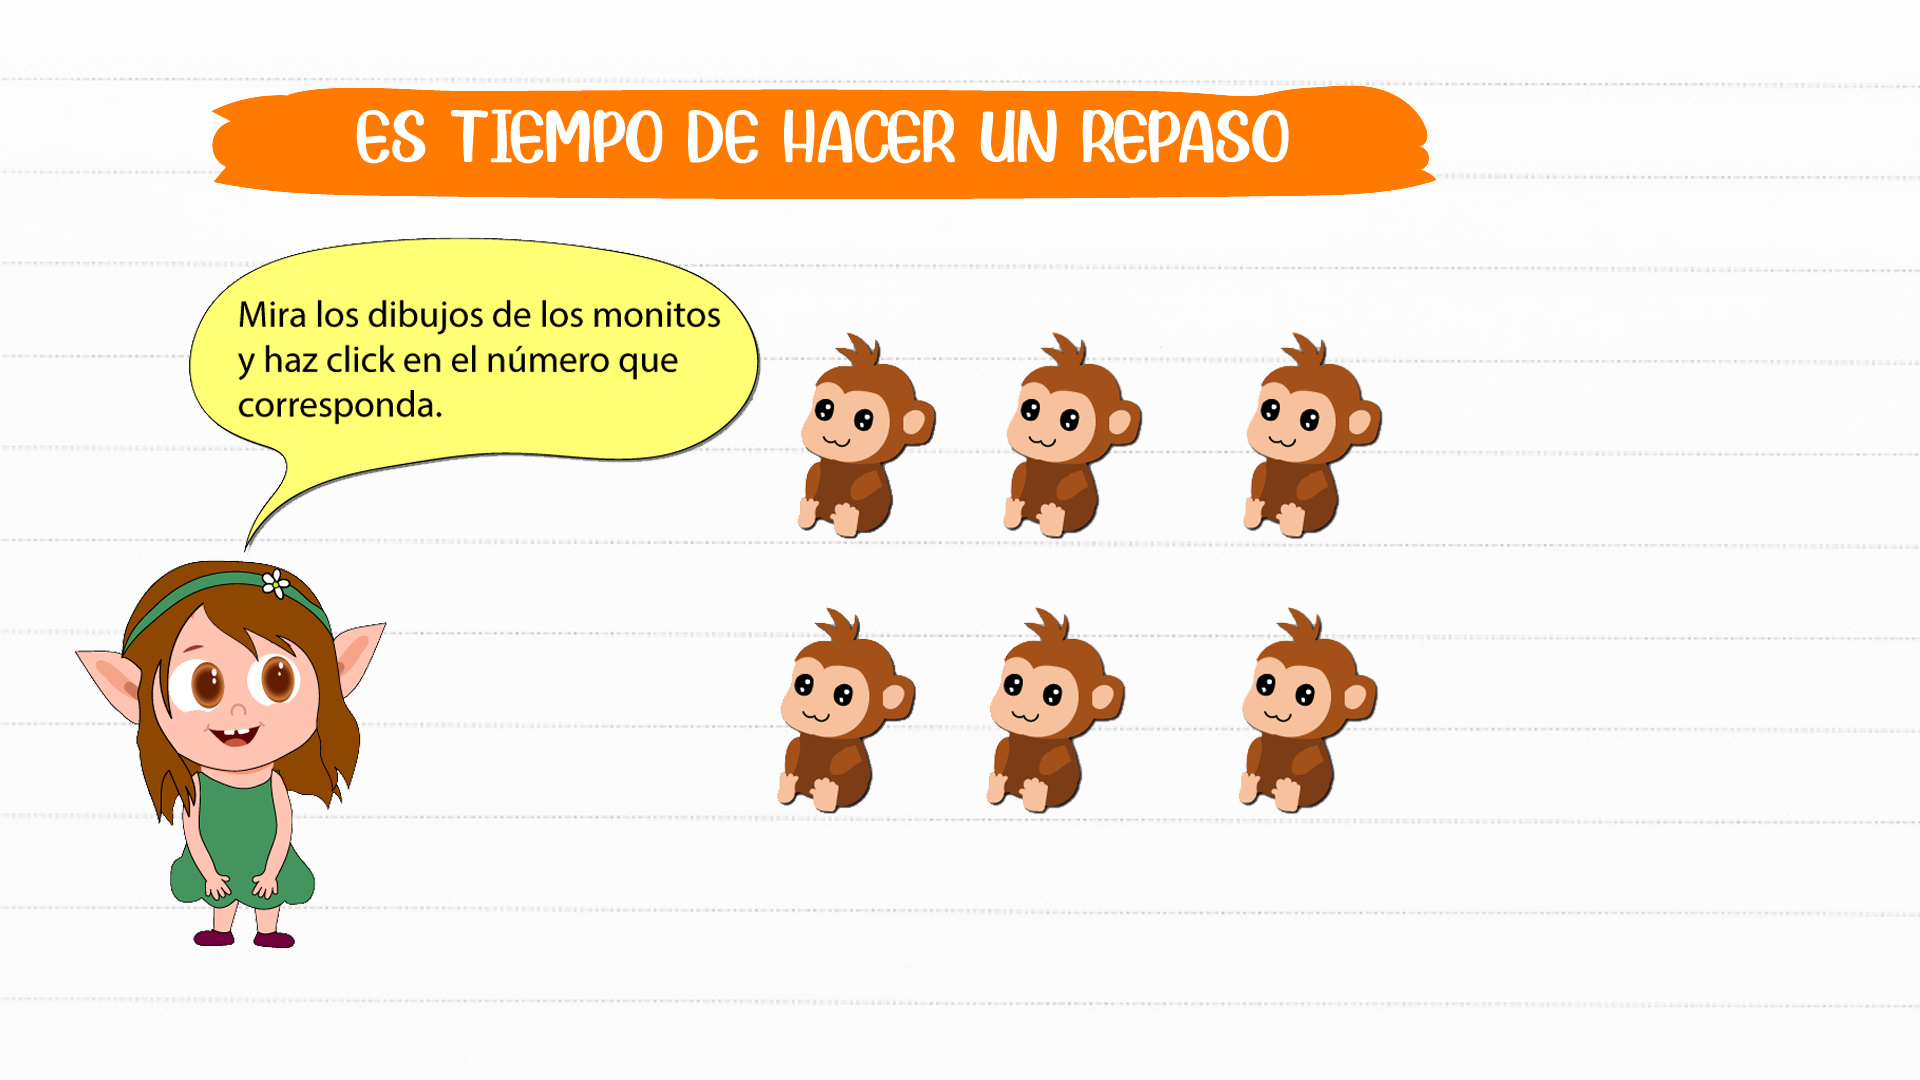 ES TIEMPO DE HACER UN REPASO
Mira los dibujos de los monitos
y haz click en el número que
corresponda.